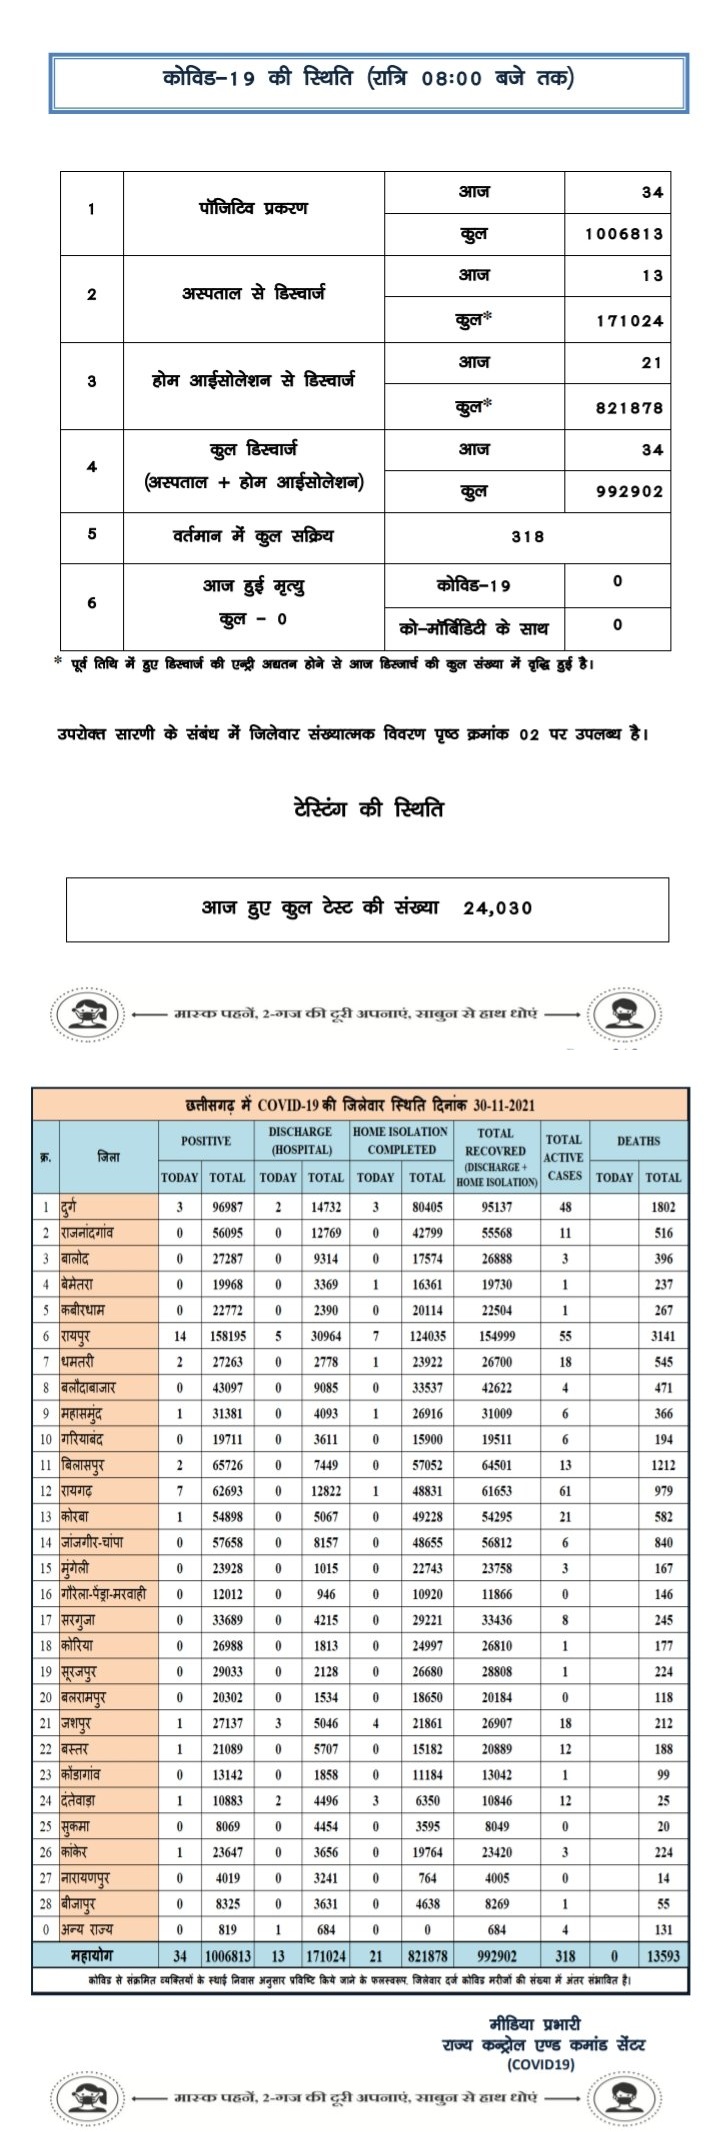 कोविड-19 की स्थिति (रात्रि 08:00 बजे तक)
1 पॉजिटिव प्रकरण आज 34
कुल 1006813
2 अस्पताल से डिस्चार्ज आज 13
कुल* 171024
3 होम आईसोलेशन से डिस्चार्ज आज 21
कुल* 821878
4 कुल डिस्चार्ज (अस्पताल + होम आईसोलेशन) आज 34
कुल 992902
5 वर्तमान में कुल सक्रिय 318
6 आज हुई मृत्यु कुल - 0 कोविड-19 0
को-मॉर्बिडिटी के साथ 0
* पूर्व तिथि में हुए डिस्चार्ज की एन्ट्री अद्यतन होने से आज डिस्जार्च की कुल संख्या में वृद्धि हुई है।
उपरोक्त सारणी के संबंध में जिलेवार संख्यात्मक विवरण पृष्ठ क्रमांक 02 पर उपलब्ध है।
टेस्टिंग की स्थिति
आज हुए कुल टेस्ट की संख्या 24,030
मास्क पहनें, 2-गज की दूरी अपनाएं, साबुन से हाथ धोएं
छत्तीसगढ़ में COVID-19 की जिलेवार स्थिति दिनांक 30-11-2021
क्र. जिला POSITIVE DISCHARGE (HOSPITAL) HOME ISOLATION COMPLETED TOTAL RECOVRED (DISCHARGE + HOME ISOLATION) TOTAL ACTIVE CASES DEATHS
TODAY TOTAL TODAY TOTAL TODAY TOTAL TODAY TOTAL
1 दुर्ग 3 96987 2 14732 3 80405 95137 48 1802
2 राजनांदगांव 0 56095 0 12769 0 42799 55568 11 516
3 बालोद 0 27287 0 9314 0 17574 26888 3 396
4 बेमेतरा 0 19968 0 3369 1 16361 19730 1 237
5 कबीरधाम 0 22772 0 2390 0 20114 22504 1 267
6 रायपुर 14 158195 5 30964 7 124035 154999 55 3141
7 धमतरी 2 27263 0 2778 1 23922 26700 18 545
8 बलौदाबाजार 0 43097 0 9085 0 33537 42622 4 471
9 महासमुंद 1 31381 0 4093 1 26916 31009 6 366
10 गरियाबंद 0 19711 0 3611 0 15900 19511 6 194
11 बिलासपुर 2 65726 0 7449 0 57052 64501 13 1212
12 रायगढ़ 7 62693 0 12822 1 48831 61653 61 979
13 कोरबा 1 54898 0 5067 0 49228 54295 21 582
14 जांजगीर-चांपा 0 57658 0 8157 0 48655 56812 6 840
15 मुंगेली 0 23928 0 1015 0 22743 23758 3 167
16 गौरेला-पेंड्रा-मरवाही 0 12012 0 946 0 10920 11866 0 146
17 सरगुजा 0 33689 0 4215 0 29221 33436 8 245
18 कोरिया 0 26988 0 1813 0 24997 26810 1 177
19 सूरजपुर 0 29033 0 2128 0 26680 28808 1 224
20 बलरामपुर 0 20302 0 1534 0 18650 20184 0 118
21 जशपुर 1 27137 3 5046 4 21861 26907 18 212
22 बस्तर 1 21089 0 5707 0 15182 20889 12 188
23 कोंडागांव 0 13142 0 1858 0 11184 13042 1 99
24 दंतेवाड़ा 1 10883 2 4496 3 6350 10846 12 25
25 सुकमा 0 8069 0 4454 0 3595 8049 0 20
26 कांकेर 1 23647 0 3656 0 19764 23420 3 224
27 नारायणपुर 0 4019 0 3241 0 764 4005 0 14
28 बीजापुर 0 8325 0 3631 0 4638 8269 1 55
0 अन्य राज्य 0 819 1 684 0 0 684 4 131
महायोग 34 1006813 13 171024 21 821878 992902 318 0 13593
कोविड से संक्रमित व्यक्तियों के स्थाई निवास अनुसार प्रविष्टि किये जाने के फलस्वरूप, जिलेवार दर्ज कोविड मरीजों की संख्या में अंतर संभावित है।
मीडिया प्रभारी
राज्य कन्ट्रोल एण्ड कमांड सेंटर
(COVID19)
मास्क पहनें, 2-गज की दूरी अपनाएं, साबुन से हाथ धोएं